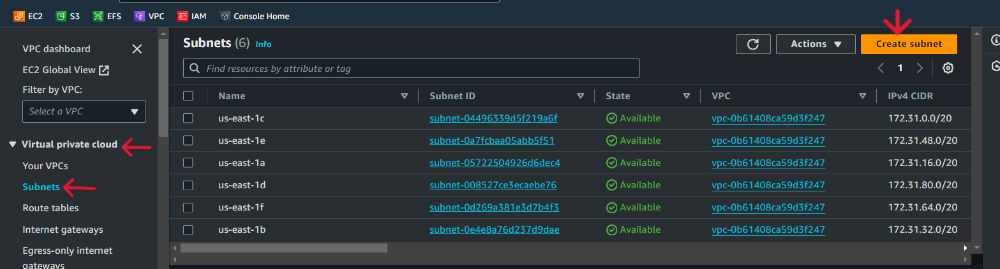 EC2 S3 EFS VPC IAM Console Home
VPC dashboard
EC2 Global View
Filter by VPC:
Select a VPC
Virtual private cloud
Your VPCs
Subnets
Route tables
Internet gateways
Egress-only internet
gateways
Subnets (6) Info
Actions
Create subnet
Find resources by attribute or tag
1
Name Subnet ID State VPC IPv4 CIDR
us-east-1c subnet-04496339d5f219a6f Available vpc-0b61408ca59d3f247 172.31.0.0/20
us-east-1e subnet-0a7fcbaa05abb5f51 Available vpc-0b61408ca59d3f247 172.31.48.0/20
us-east-1a subnet-05722504926d6dec4 Available vpc-0b61408ca59d3f247 172.31.16.0/20
us-east-1d subnet-008527ce3ecaebe76 Available vpc-0b61408ca59d3f247 172.31.80.0/20
us-east-1f subnet-0d269a381e3d7b4f3 Available vpc-0b61408ca59d3f247 172.31.64.0/20
us-east-1b subnet-0e4e8a76d237d9dae Available vpc-0b61408ca59d3f247 172.31.32.0/20